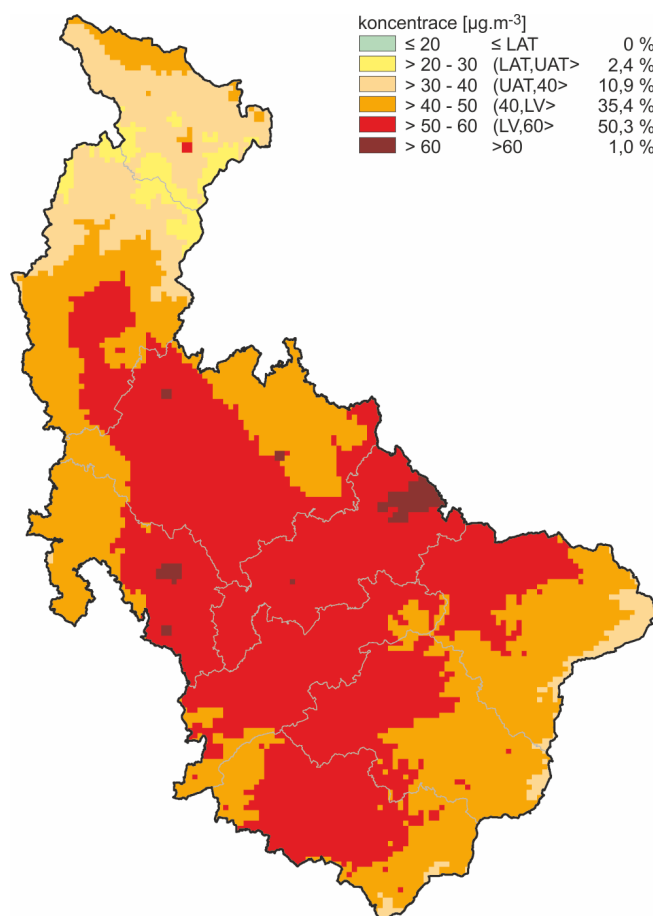 koncentrace [µg.m-3]
≤ 20 ≤ LAT 0 %
> 20 - 30 (LAT,UAT> 2,4 %
> 30 - 40 (UAT,40> 10,9 %
> 40 - 50 (40,LV> 35,4 %
> 50 - 60 (LV,60> 50,3 %
> 60 >60 1,0 %